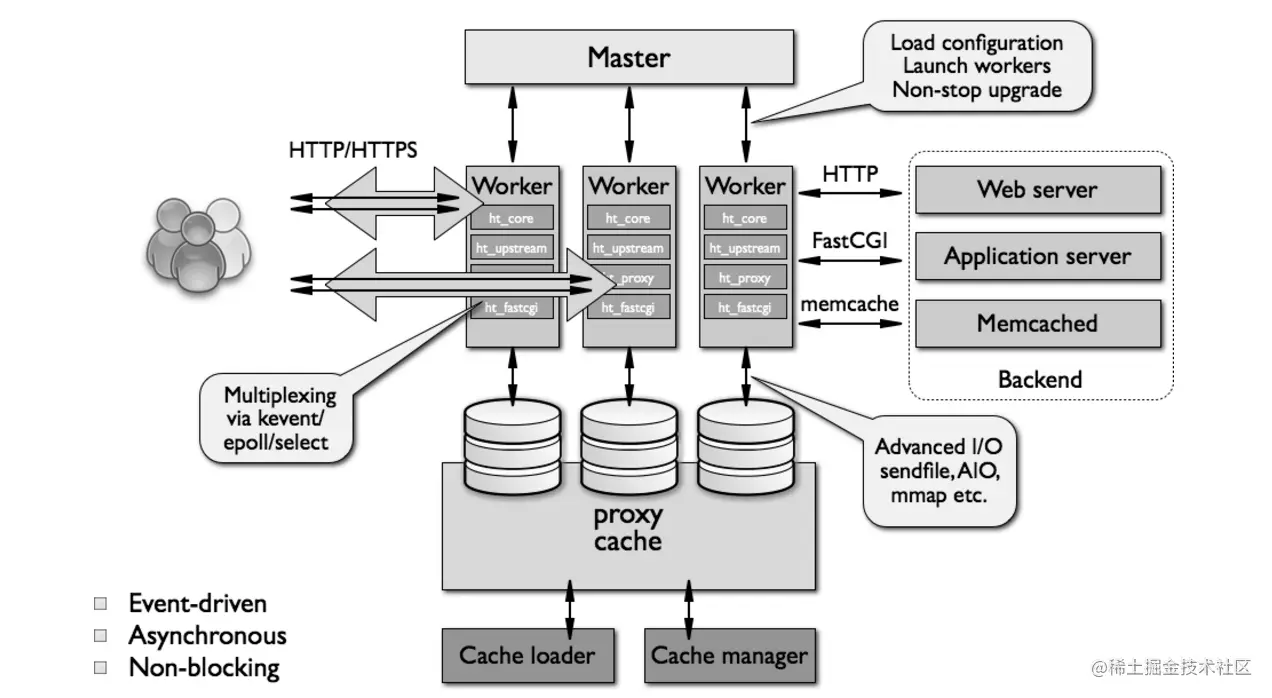 Master
Load configuration
Launch workers
Non-stop upgrade
HTTP/HTTPS
Worker
ht_core
ht_upstream
ht_fastcgi
Worker
ht_core
ht_upstream
ht_proxy
ht_fastcgi
Worker
ht_core
ht_upstream
ht_proxy
ht_fastcgi
HTTP
FastCGI
memcache
Web server
Application server
Memcached
Backend
Multiplexing
via kevent/
epoll/select
Advanced I/O
sendfile, AIO,
mmap etc.
proxy
cache
Event-driven
Asynchronous
Non-blocking
Cache loader
Cache manager
@稀土掘金技术社区